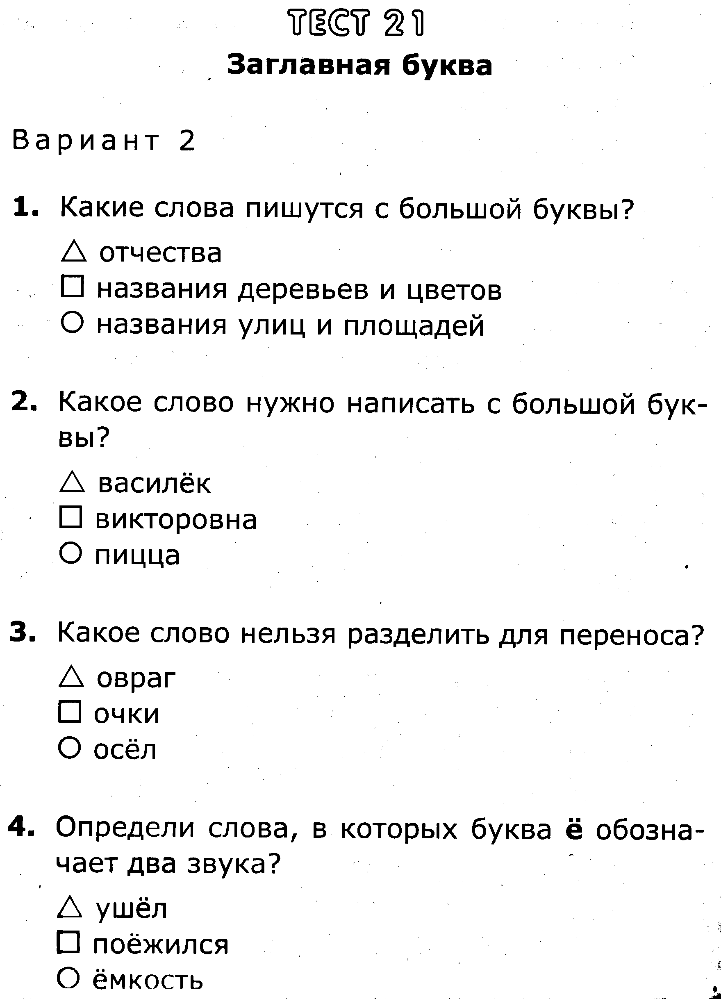 ТЕСТ 21
Заглавная буква
Вариант 2
1. Какие слова пишутся с большой буквы?
△ отчества
□ названия деревьев и цветов
○ названия улиц и площадей
2. Какое слово нужно написать с большой бук-
вы?
△ василёк
□ викторовна
○ пицца
3. Какое слово нельзя разделить для переноса?
△ овраг
□ очки
○ осёл
4. Определи слова, в которых буква ё обозна-
чает два звука?
△ ушёл
□ поёжился
○ ёмкость